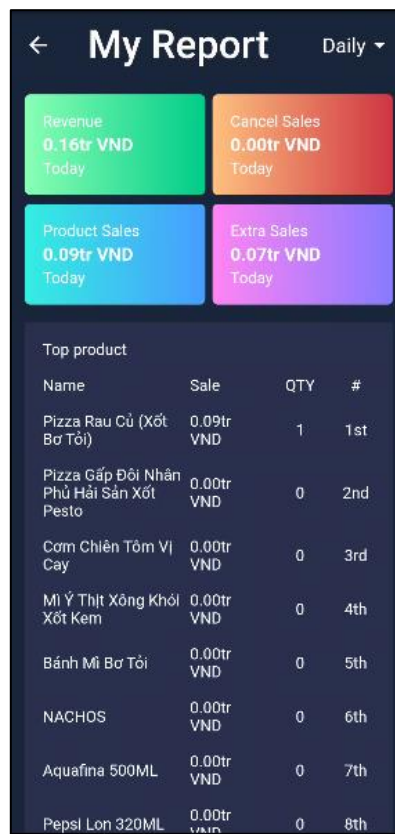 My Report Daily
Revenue
0.16tr VND
Today
Cancel Sales
0.00tr VND
Today
Product Sales
0.09tr VND
Today
Extra Sales
0.07tr VND
Today
Top product
Name Sale QTY #
Pizza Rau Củ (Xốt 0.09tr
Bơ Tỏi) VND 1 1st
Pizza Gấp Đôi Nhân
Phủ Hải Sản Xốt 0.00tr
Pesto VND 0 2nd
Cơm Chiên Tôm Vị 0.00tr
Cay VND 0 3rd
Mì Ý Thịt Xông Khói 0.00tr
Xốt Kem VND 0 4th
Bánh Mì Bơ Tỏi 0.00tr
VND 0 5th
NACHOS 0.00tr
VND 0 6th
Aquafina 500ML 0.00tr
VND 0 7th
Pepsi Lon 320ML 0.00tr
VND 0 8th